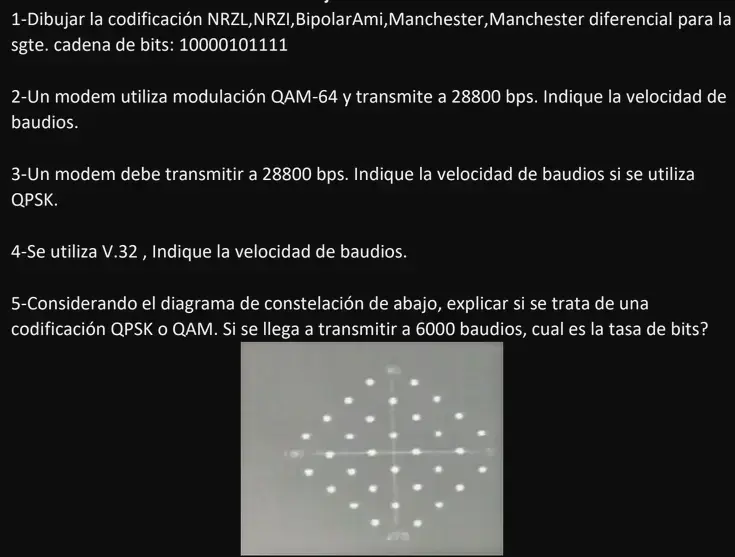 1-Dibujar la codificación NRZL,NRZI,BipolarAmi,Manchester,Manchester diferencial para la
sgte. cadena de bits: 10000101111
2-Un modem utiliza modulación QAM-64 y transmite a 28800 bps. Indique la velocidad de
baudios.
3-Un modem debe transmitir a 28800 bps. Indique la velocidad de baudios si se utiliza
QPSK.
4-Se utiliza V.32 , Indique la velocidad de baudios.
5-Considerando el diagrama de constelación de abajo, explicar si se trata de una
codificación QPSK o QAM. Si se llega a transmitir a 6000 baudios, cual es la tasa de bits?